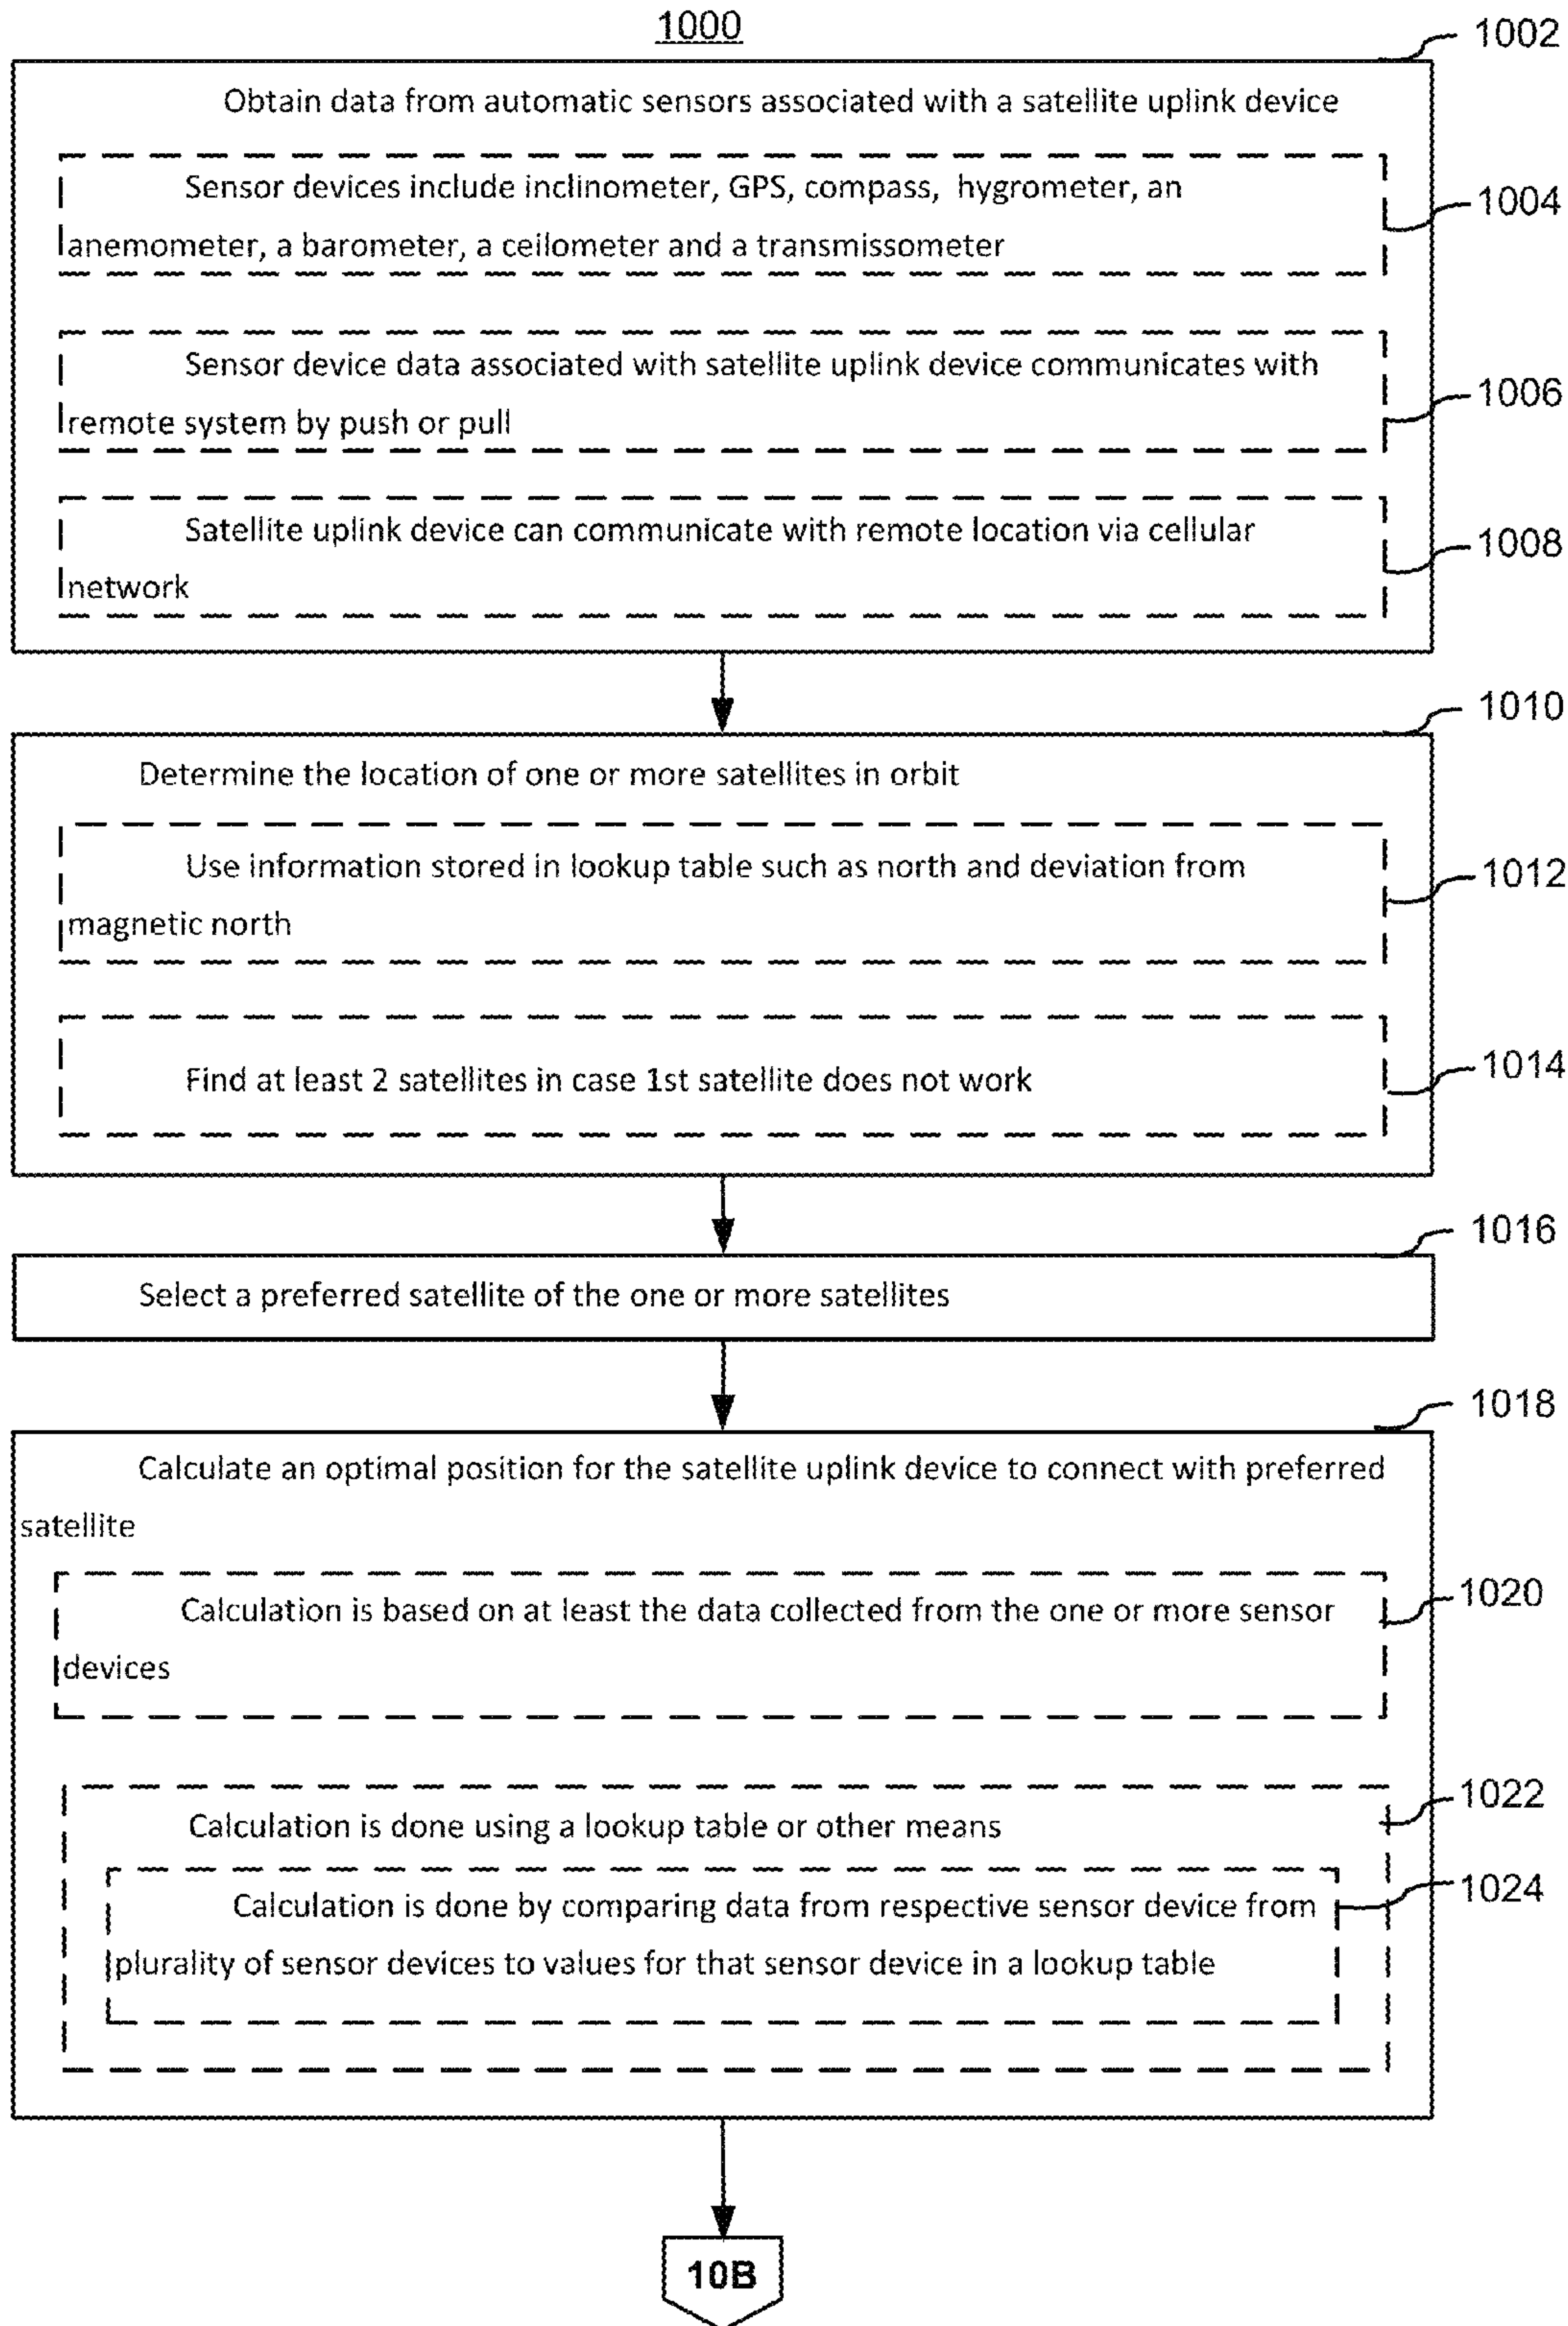 1000
1002
Obtain data from automatic sensors associated with a satellite uplink device
Sensor devices include inclinometer, GPS, compass, hygrometer, an
anemometer, a barometer, a ceilometer and a transmissometer
1004
Sensor device data associated with satellite uplink device communicates with
remote system by push or pull
1006
Satellite uplink device can communicate with remote location via cellular
network
1008
1010
Determine the location of one or more satellites in orbit
Use information stored in lookup table such as north and deviation from
magnetic north
1012
Find at least 2 satellites in case 1st satellite does not work
1014
1016
Select a preferred satellite of the one or more satellites
1018
Calculate an optimal position for the satellite uplink device to connect with preferred
satellite
Calculation is based on at least the data collected from the one or more sensor
devices
1020
Calculation is done using a lookup table or other means
1022
Calculation is done by comparing data from respective sensor device from
plurality of sensor devices to values for that sensor device in a lookup table
1024
10B